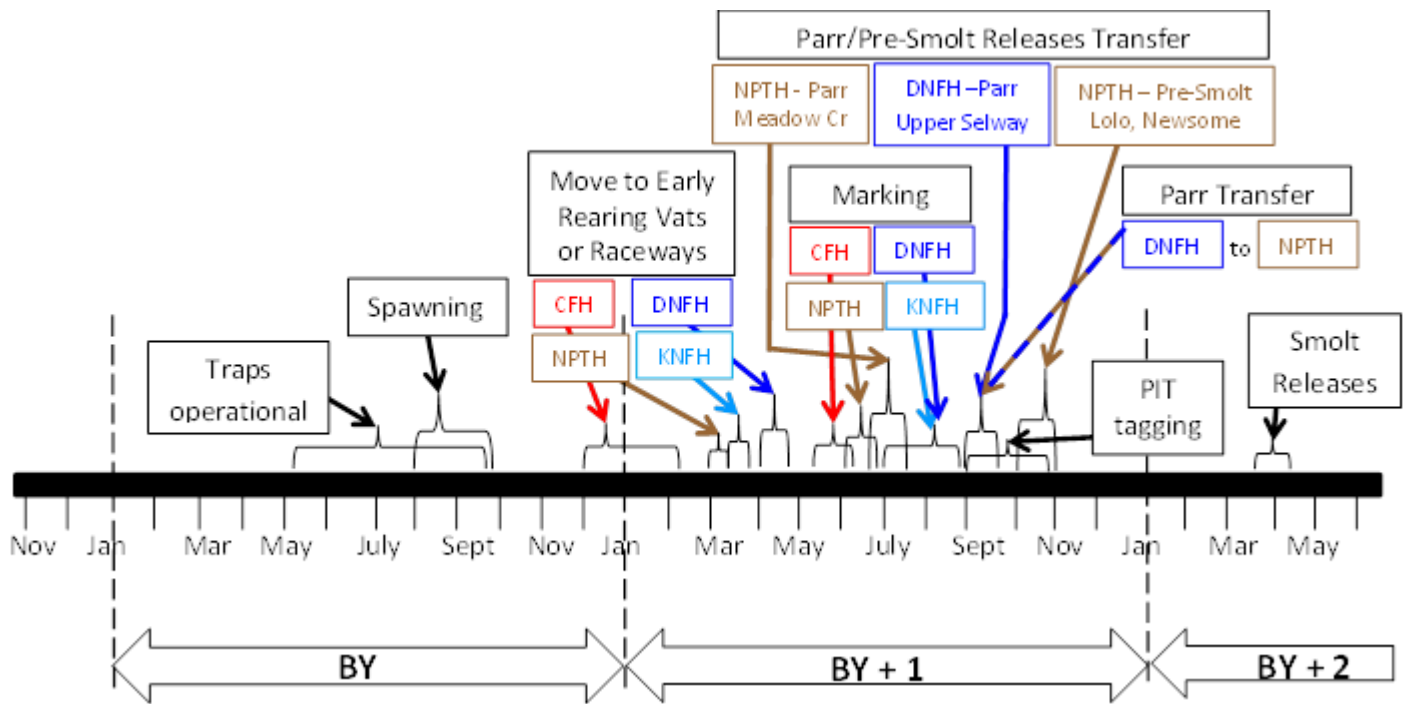 Parr/Pre-Smolt Releases Transfer
NPTH - Parr
Meadow Cr
DNFH –Parr
Upper Selway
NPTH – Pre-Smolt
Lolo, Newsome
Move to Early
Rearing Vats
or Raceways
Marking
Parr Transfer
CFH
DNFH
DNFH to NPTH
Spawning
CFH
DNFH
NPTH
KNFH
NPTH
KNFH
Traps
operational
PIT
tagging
Smolt
Releases
Nov Jan Mar May July Sept Nov Jan Mar May July Sept Nov Jan Mar May
BY
BY + 1
BY + 2